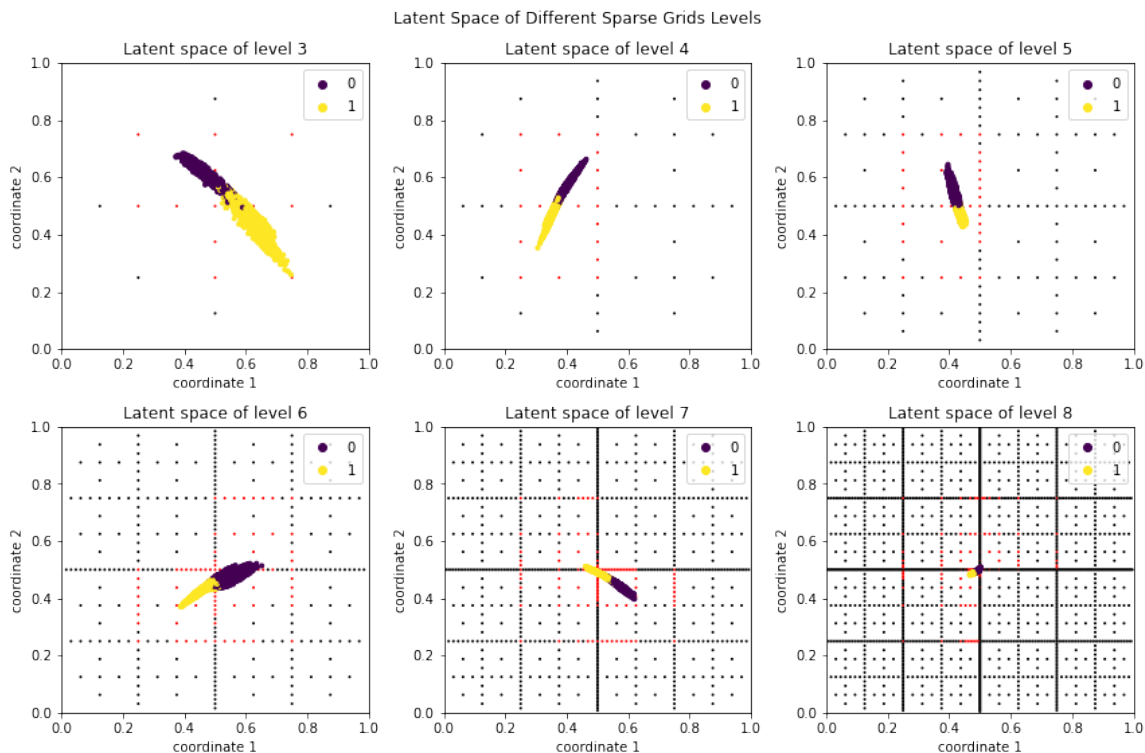 Latent Space of Different Sparse Grids Levels
Latent space of level 3
Latent space of level 4
Latent space of level 5
1.0
0.8
0.6
0.4
0.2
0.0
coordinate 2
0
1
0.0 0.2 0.4 0.6 0.8 1.0
coordinate 1
1.0
0.8
0.6
0.4
0.2
0.0
coordinate 2
0
1
0.0 0.2 0.4 0.6 0.8 1.0
coordinate 1
1.0
0.8
0.6
0.4
0.2
0.0
coordinate 2
0
1
0.0 0.2 0.4 0.6 0.8 1.0
coordinate 1
Latent space of level 6
Latent space of level 7
Latent space of level 8
1.0
0.8
0.6
0.4
0.2
0.0
coordinate 2
0
1
0.0 0.2 0.4 0.6 0.8 1.0
coordinate 1
1.0
0.8
0.6
0.4
0.2
0.0
coordinate 2
0
1
0.0 0.2 0.4 0.6 0.8 1.0
coordinate 1
1.0
0.8
0.6
0.4
0.2
0.0
coordinate 2
0
1
0.0 0.2 0.4 0.6 0.8 1.0
coordinate 1